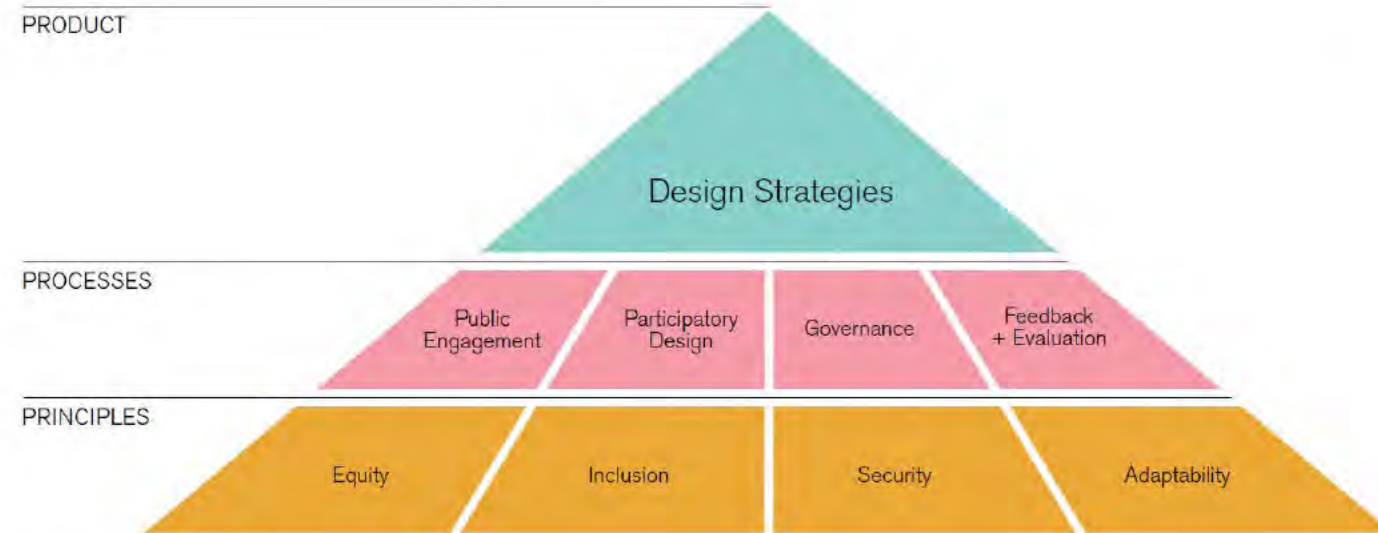 PRODUCT
Design Strategies
PROCESSES
Public
Engagement
Participatory
Design
Governance
Feedback
+ Evaluation
PRINCIPLES
Equity
Inclusion
Security
Adaptability